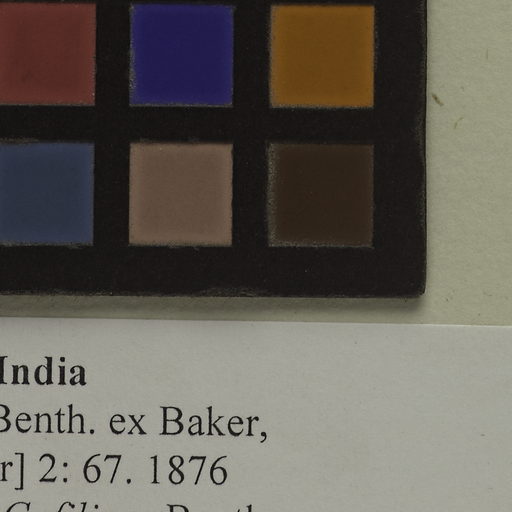 India
Benth. ex Baker,
r] 2: 67. 1876